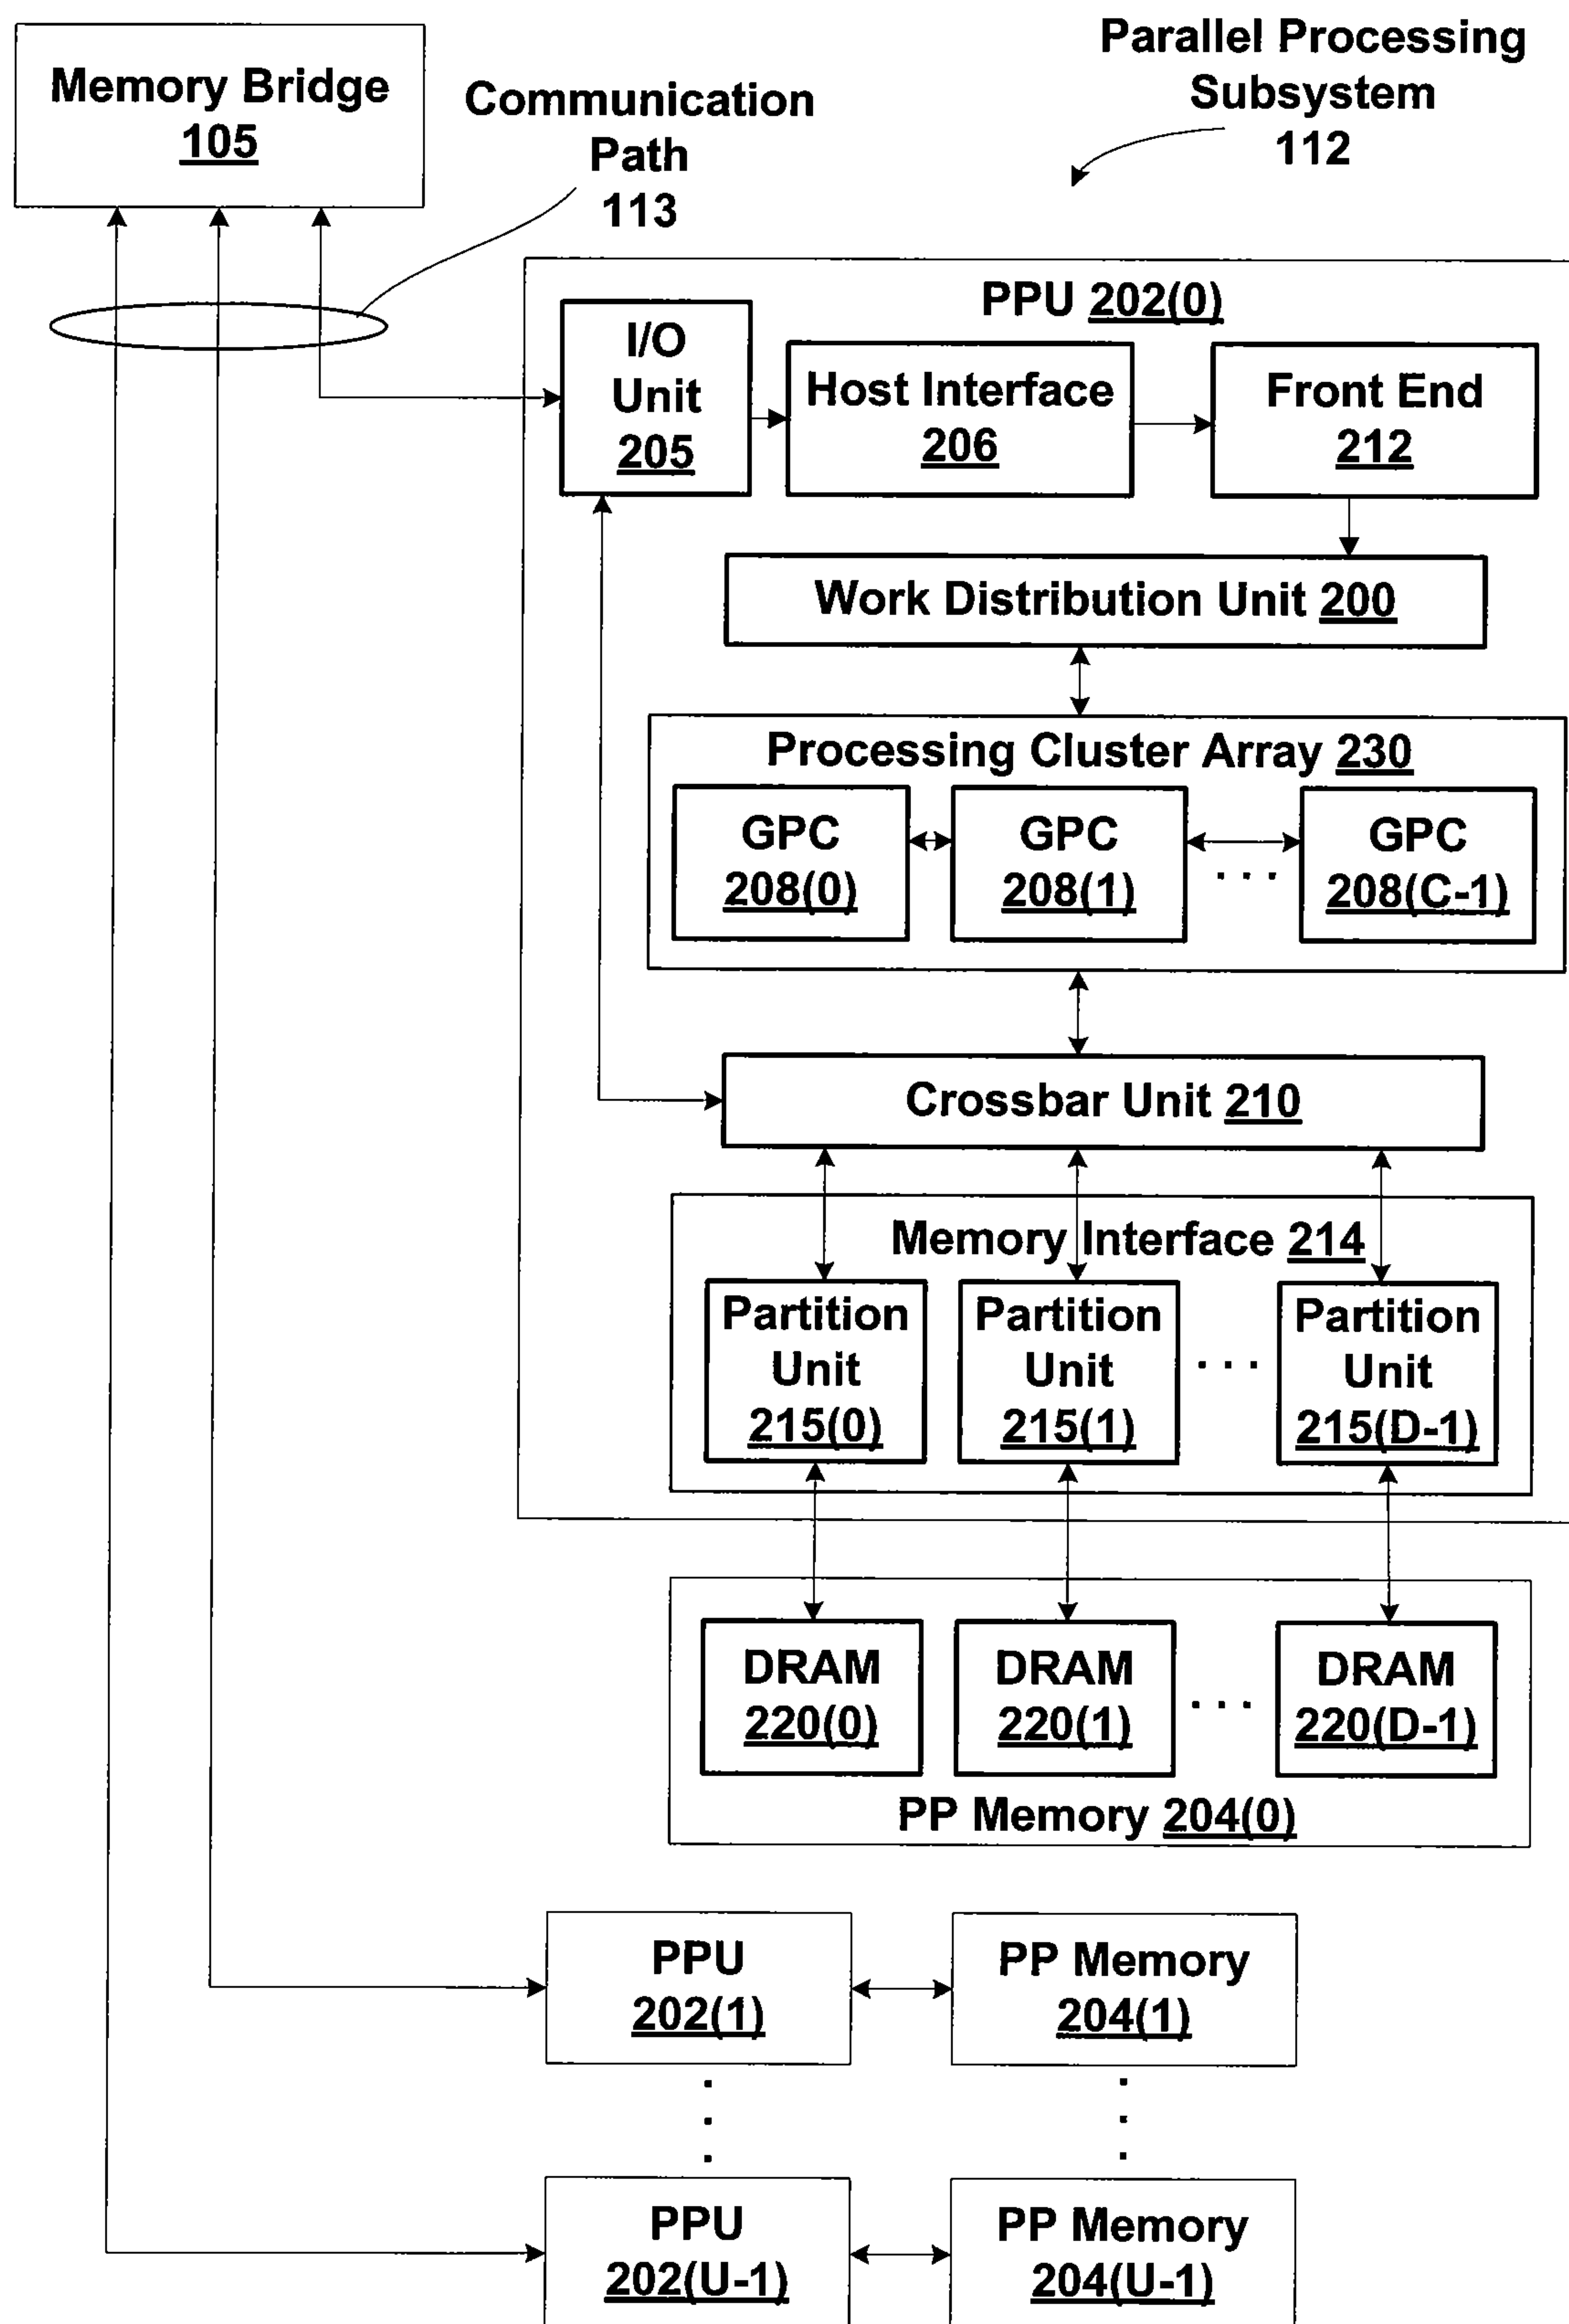 Memory Bridge
105
Communication
Path
113
Parallel Processing
Subsystem
112
PPU 202(0)
I/O
Unit
205
Host Interface
206
Front End
212
Work Distribution Unit 200
Processing Cluster Array 230
GPC
208(0)
GPC
208(1)
. . .
GPC
208(C-1)
Crossbar Unit 210
Memory Interface 214
Partition
Unit
215(0)
Partition
Unit
215(1)
. . .
Partition
Unit
215(D-1)
DRAM
220(0)
DRAM
220(1)
. . .
DRAM
220(D-1)
PP Memory 204(0)
PPU
202(1)
PP Memory
204(1)
PPU
202(U-1)
PP Memory
204(U-1)